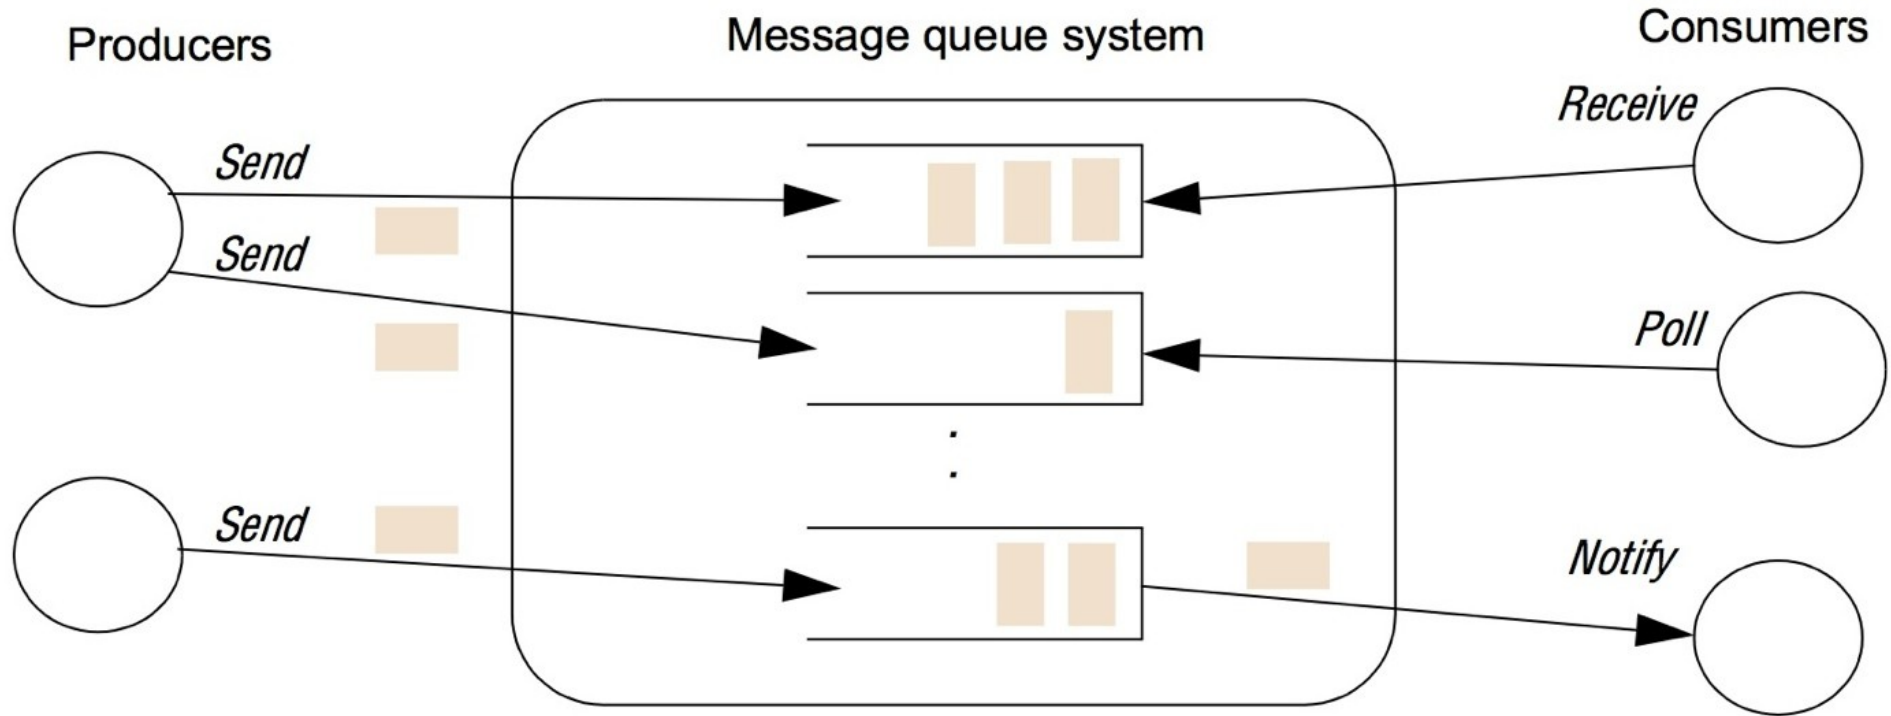 Producers
Message queue system
Consumers
Send
Receive
Send
Poll
Send
Notify